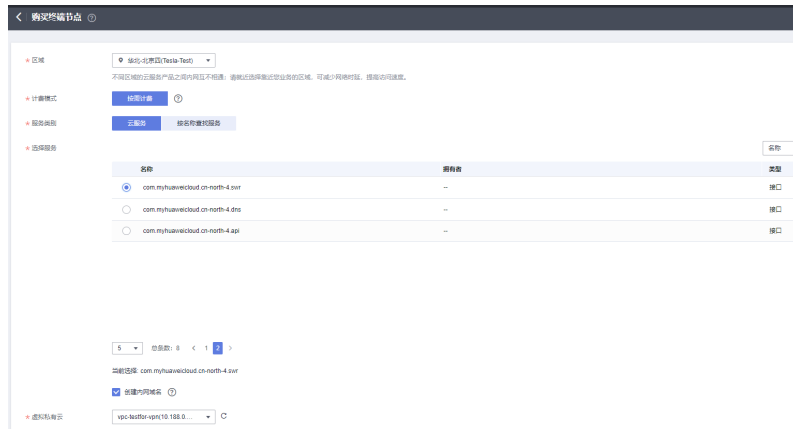 购买终端节点
* 区域
华北-北京四(Tesla-Test)
不同区域的云服务产品之间内网互不相通；请就近选择靠近您业务的区域，可减少网络时延，提高访问速度。
* 计费模式
按需计费
* 服务类别
云服务 按名称查找服务
* 选择服务
名称
名称 拥有者 类型
com.myhuaweicloud.cn-north-4.swr -- 接口
com.myhuaweicloud.cn-north-4.dns -- 接口
com.myhuaweicloud.cn-north-4.api -- 接口
5 总条数: 8 < 1 2 >
当前选择: com.myhuaweicloud.cn-north-4.swr
创建内网域名
* 虚拟私有云
vpc-testfor-vpn(10.188.0....